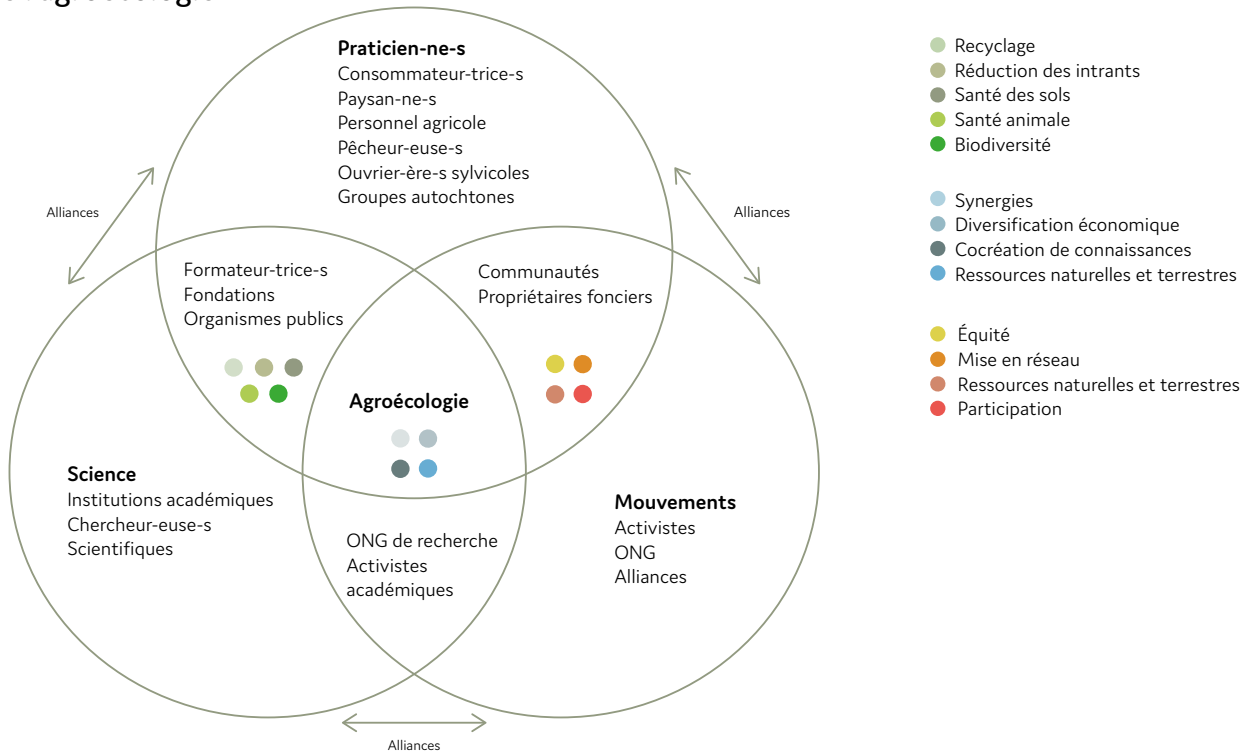 Praticien-ne-s
Consommateur-trice-s
Paysan-ne-s
Personnel agricole
Pêcheur-euse-s
Ouvrier-ère-s sylvicoles
Groupes autochtones
Alliances
Alliances
Formateur-trice-s
Fondations
Organismes publics
Communautés
Propriétaires fonciers
Agroécologie
Science
Institutions académiques
Chercheur-euse-s
Scientifiques
ONG de recherche
Activistes
académiques
Mouvements
Activistes
ONG
Alliances
Alliances
Recyclage
Réduction des intrants
Santé des sols
Santé animale
Biodiversité
Synergies
Diversification économique
Cocréation de connaissances
Ressources naturelles et terrestres
Équité
Mise en réseau
Ressources naturelles et terrestres
Participation